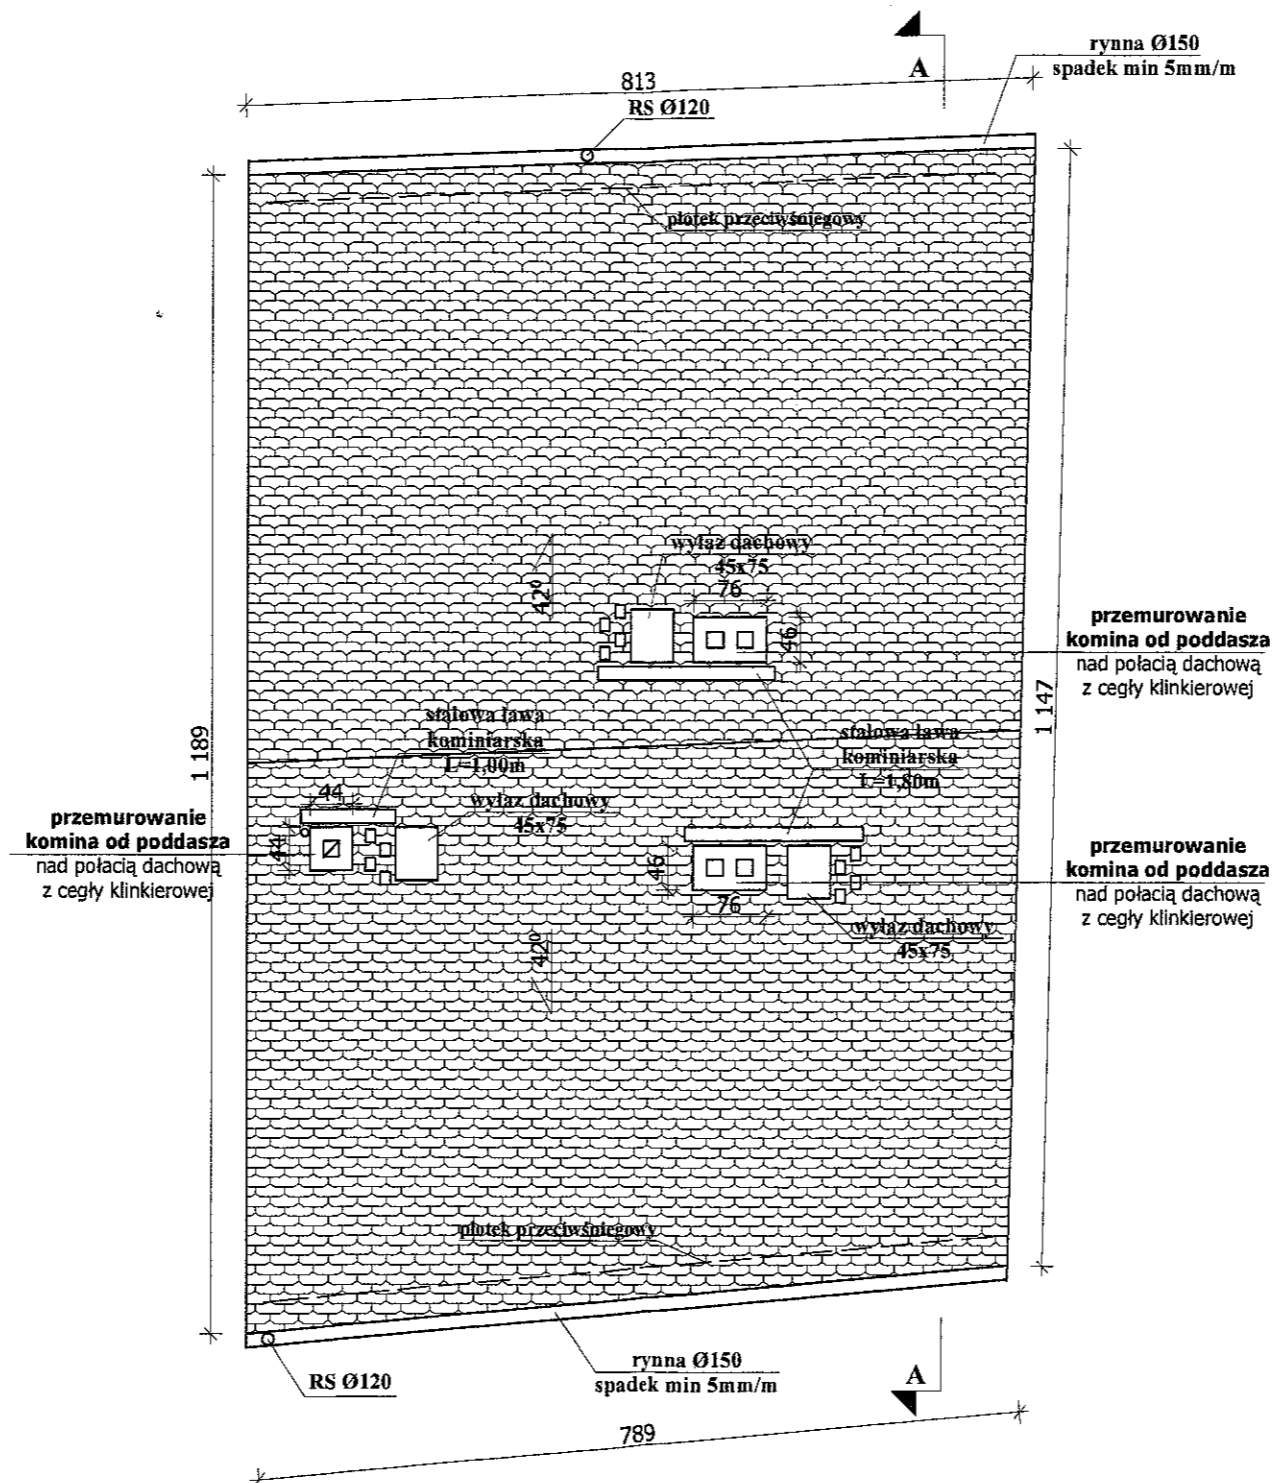 rynna Ø150
spadek min 5mm/m
A
813
RS Ø120
płotek przeciwśniegowy
wyłaz dachowy
45x75
76
42⁰
46
przemurowanie
komina od poddasza
nad połacią dachową
z cegły klinkierowej
1 189
1 147
stalowa ława
kominiarska
L=1,00m
stalowa ława
kominiarska
L=1,80m
44
wyłaz dachowy
45x75
przemurowanie
komina od poddasza
nad połacią dachową
z cegły klinkierowej
44
46
76
przemurowanie
komina od poddasza
nad połacią dachową
z cegły klinkierowej
wyłaz dachowy
45x75
42⁰
płotek przeciwśniegowy
RS Ø120
rynna Ø150
spadek min 5mm/m
A
789